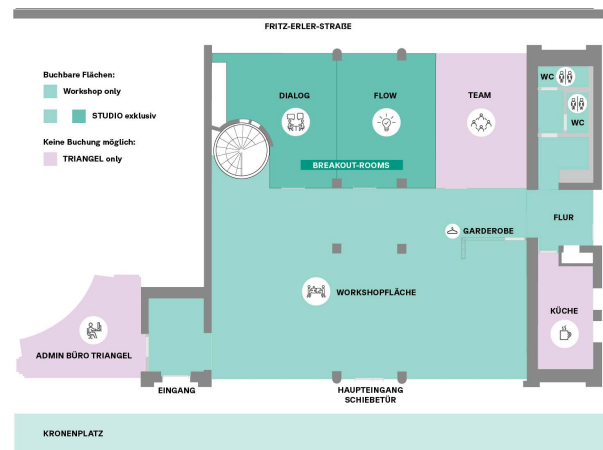 FRITZ-ERLER-STRAßE
Buchbare Flächen:
Workshop only
STUDIO exklusiv
Keine Buchung möglich:
TRIANGEL only
DIALOG
FLOW
TEAM
WC
WC
BREAKOUT-ROOMS
GARDEROBE
FLUR
WORKSHOPFLÄCHE
KÜCHE
ADMIN BÜRO TRIANGEL
EINGANG
HAUPTEINGANG
SCHIEBETÜR
KRONENPLATZ